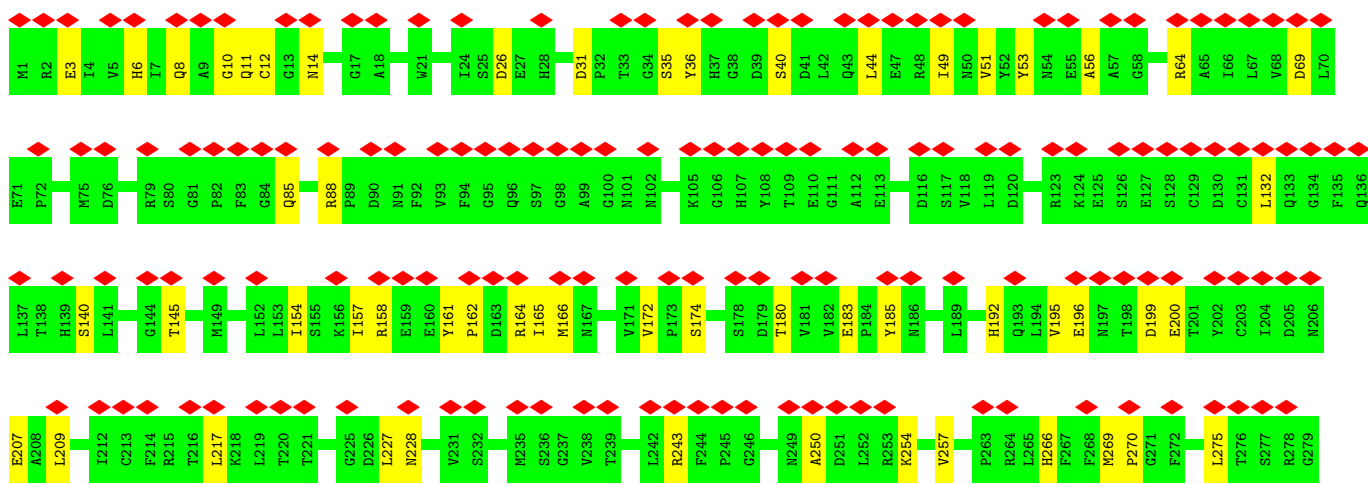 M1 R2 E3 I4 V5 H6 I7 Q8 A9 G10 Q11 C12 G13 N14 G17 A18 W21 I24 S25 D26 E27 H28 D31 P32 T33 G34 S35 Y36 H37 G38 D39 S40 D41 L42 Q43 L44 E47 R48 I49 N50 V51 Y52 Y53 N54 E55 A56 A57 G58 R64 A65 I66 L67 V68 D69 L70
E71 P72 M75 D76 R79 S80 G81 P82 F83 G84 Q85 R88 P89 D90 N91 F92 V93 F94 G95 Q96 S97 G98 A99 G100 N101 N102 K105 G106 H107 Y108 T109 E110 G111 A112 E113 D116 S117 V118 L119 D120 R123 K124 E125 S126 E127 S128 C129 D130 C131 L132 Q133 G134 F135 Q136
L137 T138 H139 S140 L141 G144 T145 M149 L152 L153 I154 S155 K156 I157 R158 E159 E160 Y161 P162 D163 R164 I165 M166 N167 V171 V172 P173 S174 S178 D179 T180 V181 V182 E183 P184 Y185 N186 L189 H192 Q193 L194 V195 E196 N197 T198 D199 E200 T201 Y202 C203 I204 D205 N206
E207 A208 L209 I212 C213 F214 R215 T216 L217 K218 L219 T220 T221 G225 D226 L227 N228 V231 S232 M235 S236 G237 V238 T239 L242 R243 F244 P245 G246 N249 A250 D251 L252 R253 K254 V257 P263 R264 L265 H266 F267 F268 M269 P270 G271 F272 L275 T276 S277 R278 G279